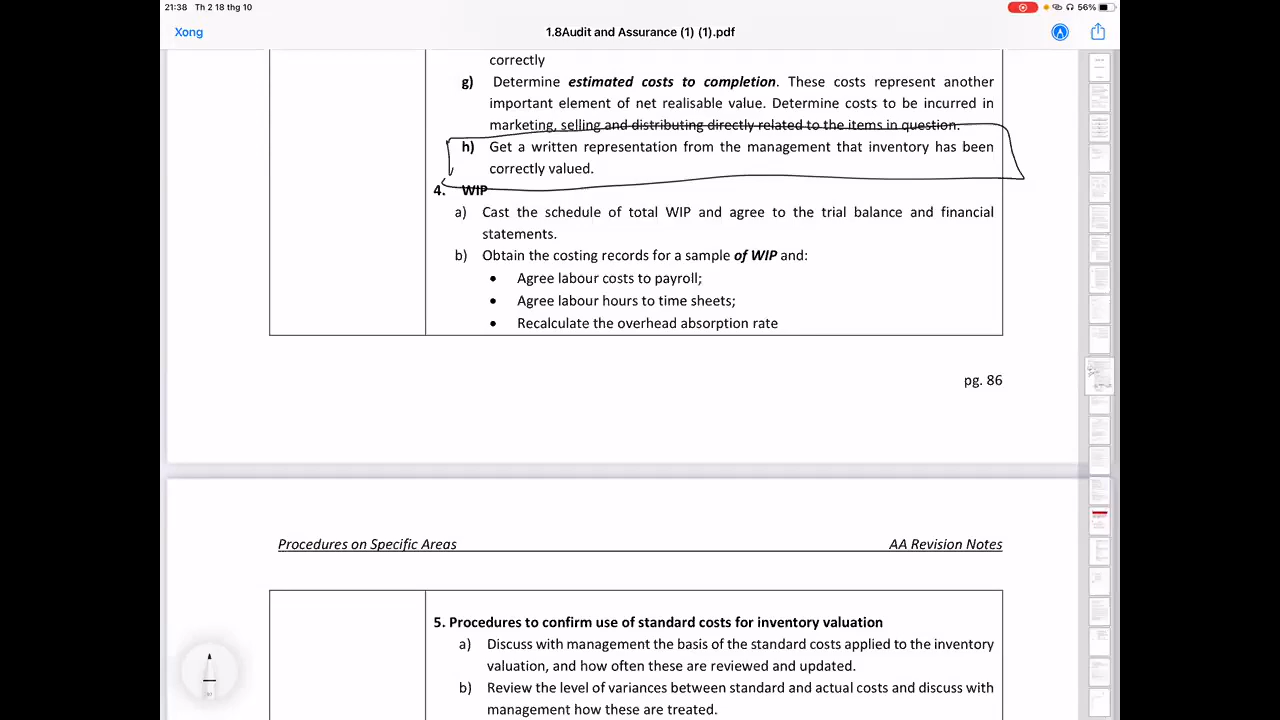 21:38 Th 2 18 thg 10
56%
Xong
1.8Audit and Assurance (1) (1).pdf
correctly
g) Determine estimated costs to completion. These costs represent another
important element of net realisable value. Determine costs to be incurred in
marketing, selling and distributing directly related to the items in question.
h) Get a written representation from the management that inventory has been
correctly valued.
4. WIP
a) Cast the schedule of total WIP and agree to the trial balance and financial
statements.
b) Obtain the costing records for a sample of WIP and:
• Agree labour costs to payroll;
• Agree labour hours to time sheets;
• Recalculate the overhead absorption rate
pg. 86
Procedures on Specific Areas AA Revision Notes
5. Procedures to confirm use of standard costs for inventory valuation
a) Discuss with management the basis of the standard costs applied to the inventory
valuation, and how often these are reviewed and updated.
b) Review the level of variances between standard and actual costs and discuss with
management how these are treated.